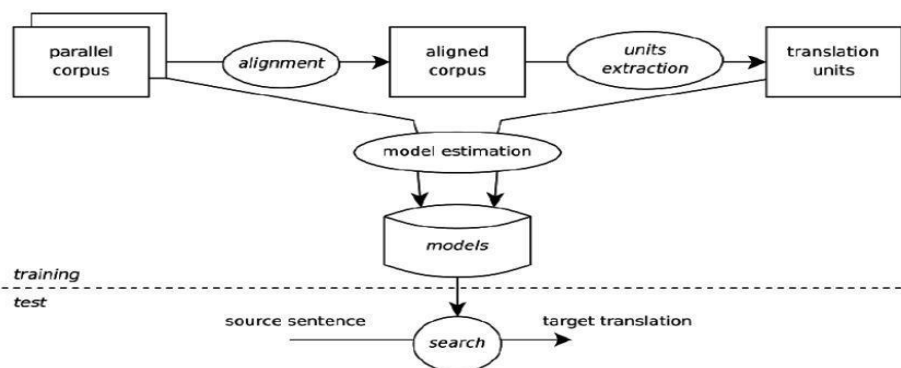 parallel
corpus
alignment
aligned
corpus
units
extraction
translation
units
model estimation
models
training
test
source sentence
target translation
search